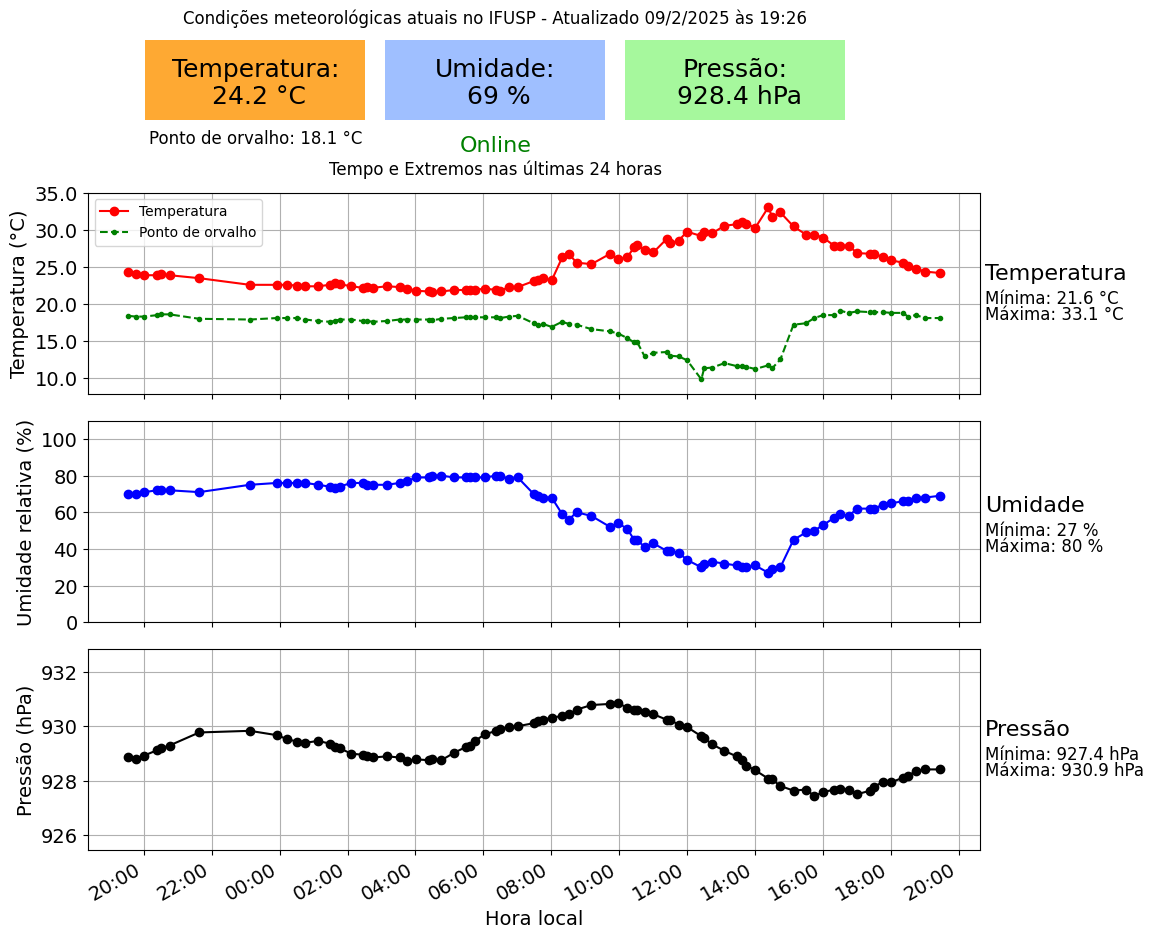 Condições meteorológicas atuais no IFUSP - Atualizado 09/2/2025 às 19:26
Temperatura:
24.2 °C
Umidade:
69 %
Pressão:
928.4 hPa
Ponto de orvalho: 18.1 °C
Online
Tempo e Extremos nas últimas 24 horas
Temperatura (°C)
35.0
30.0
25.0
20.0
15.0
10.0
Temperatura
Ponto de orvalho
Temperatura
Mínima: 21.6 °C
Máxima: 33.1 °C
Umidade relativa (%)
100
80
60
40
20
0
Umidade
Mínima: 27 %
Máxima: 80 %
Pressão (hPa)
932
930
928
926
Pressão
Mínima: 927.4 hPa
Máxima: 930.9 hPa
20:00 22:00 00:00 02:00 04:00 06:00 08:00 10:00 12:00 14:00 16:00 18:00 20:00
Hora local